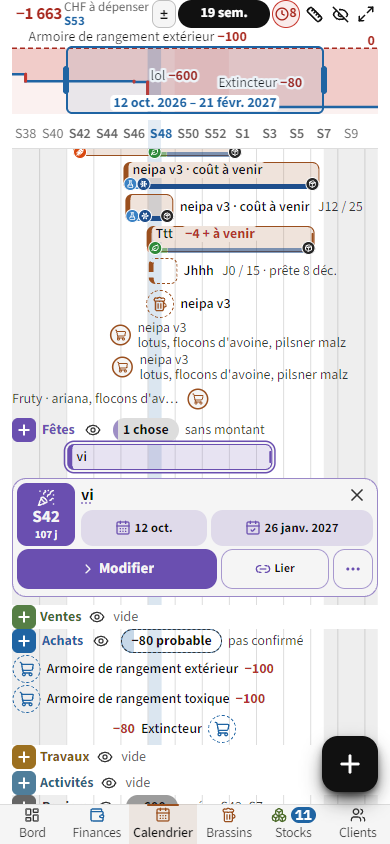 −1 663 CHF à dépenser S53
± 19 sem. 8
Armoire de rangement extérieur −100
0
lol −600
Extincteur −80
12 oct. 2026 – 21 févr. 2027
S38 S40 S42 S44 S46 S48 S50 S52 S1 S3 S5 S7 S9
neipa v3 · coût à venir
neipa v3 · coût à venir J12 / 25
Ttt −4 + à venir
Jhhh J0 / 15 · prête 8 déc.
neipa v3
neipa v3
lotus, flocons d'avoine, pilsner malz
neipa v3
lotus, flocons d'avoine, pilsner malz
Fruty · ariana, flocons d'av…
+ Fêtes 1 chose sans montant
vi
vi
S42
107 j
12 oct. 26 janv. 2027
Modifier Lier ···
+ Ventes vide
+ Achats −80 probable pas confirmé
Armoire de rangement extérieur −100
Armoire de rangement toxique −100
−80 Extincteur
+ Travaux vide
+ Activités vide
Bord Finances Calendrier Brassins Stocks 11 Clients